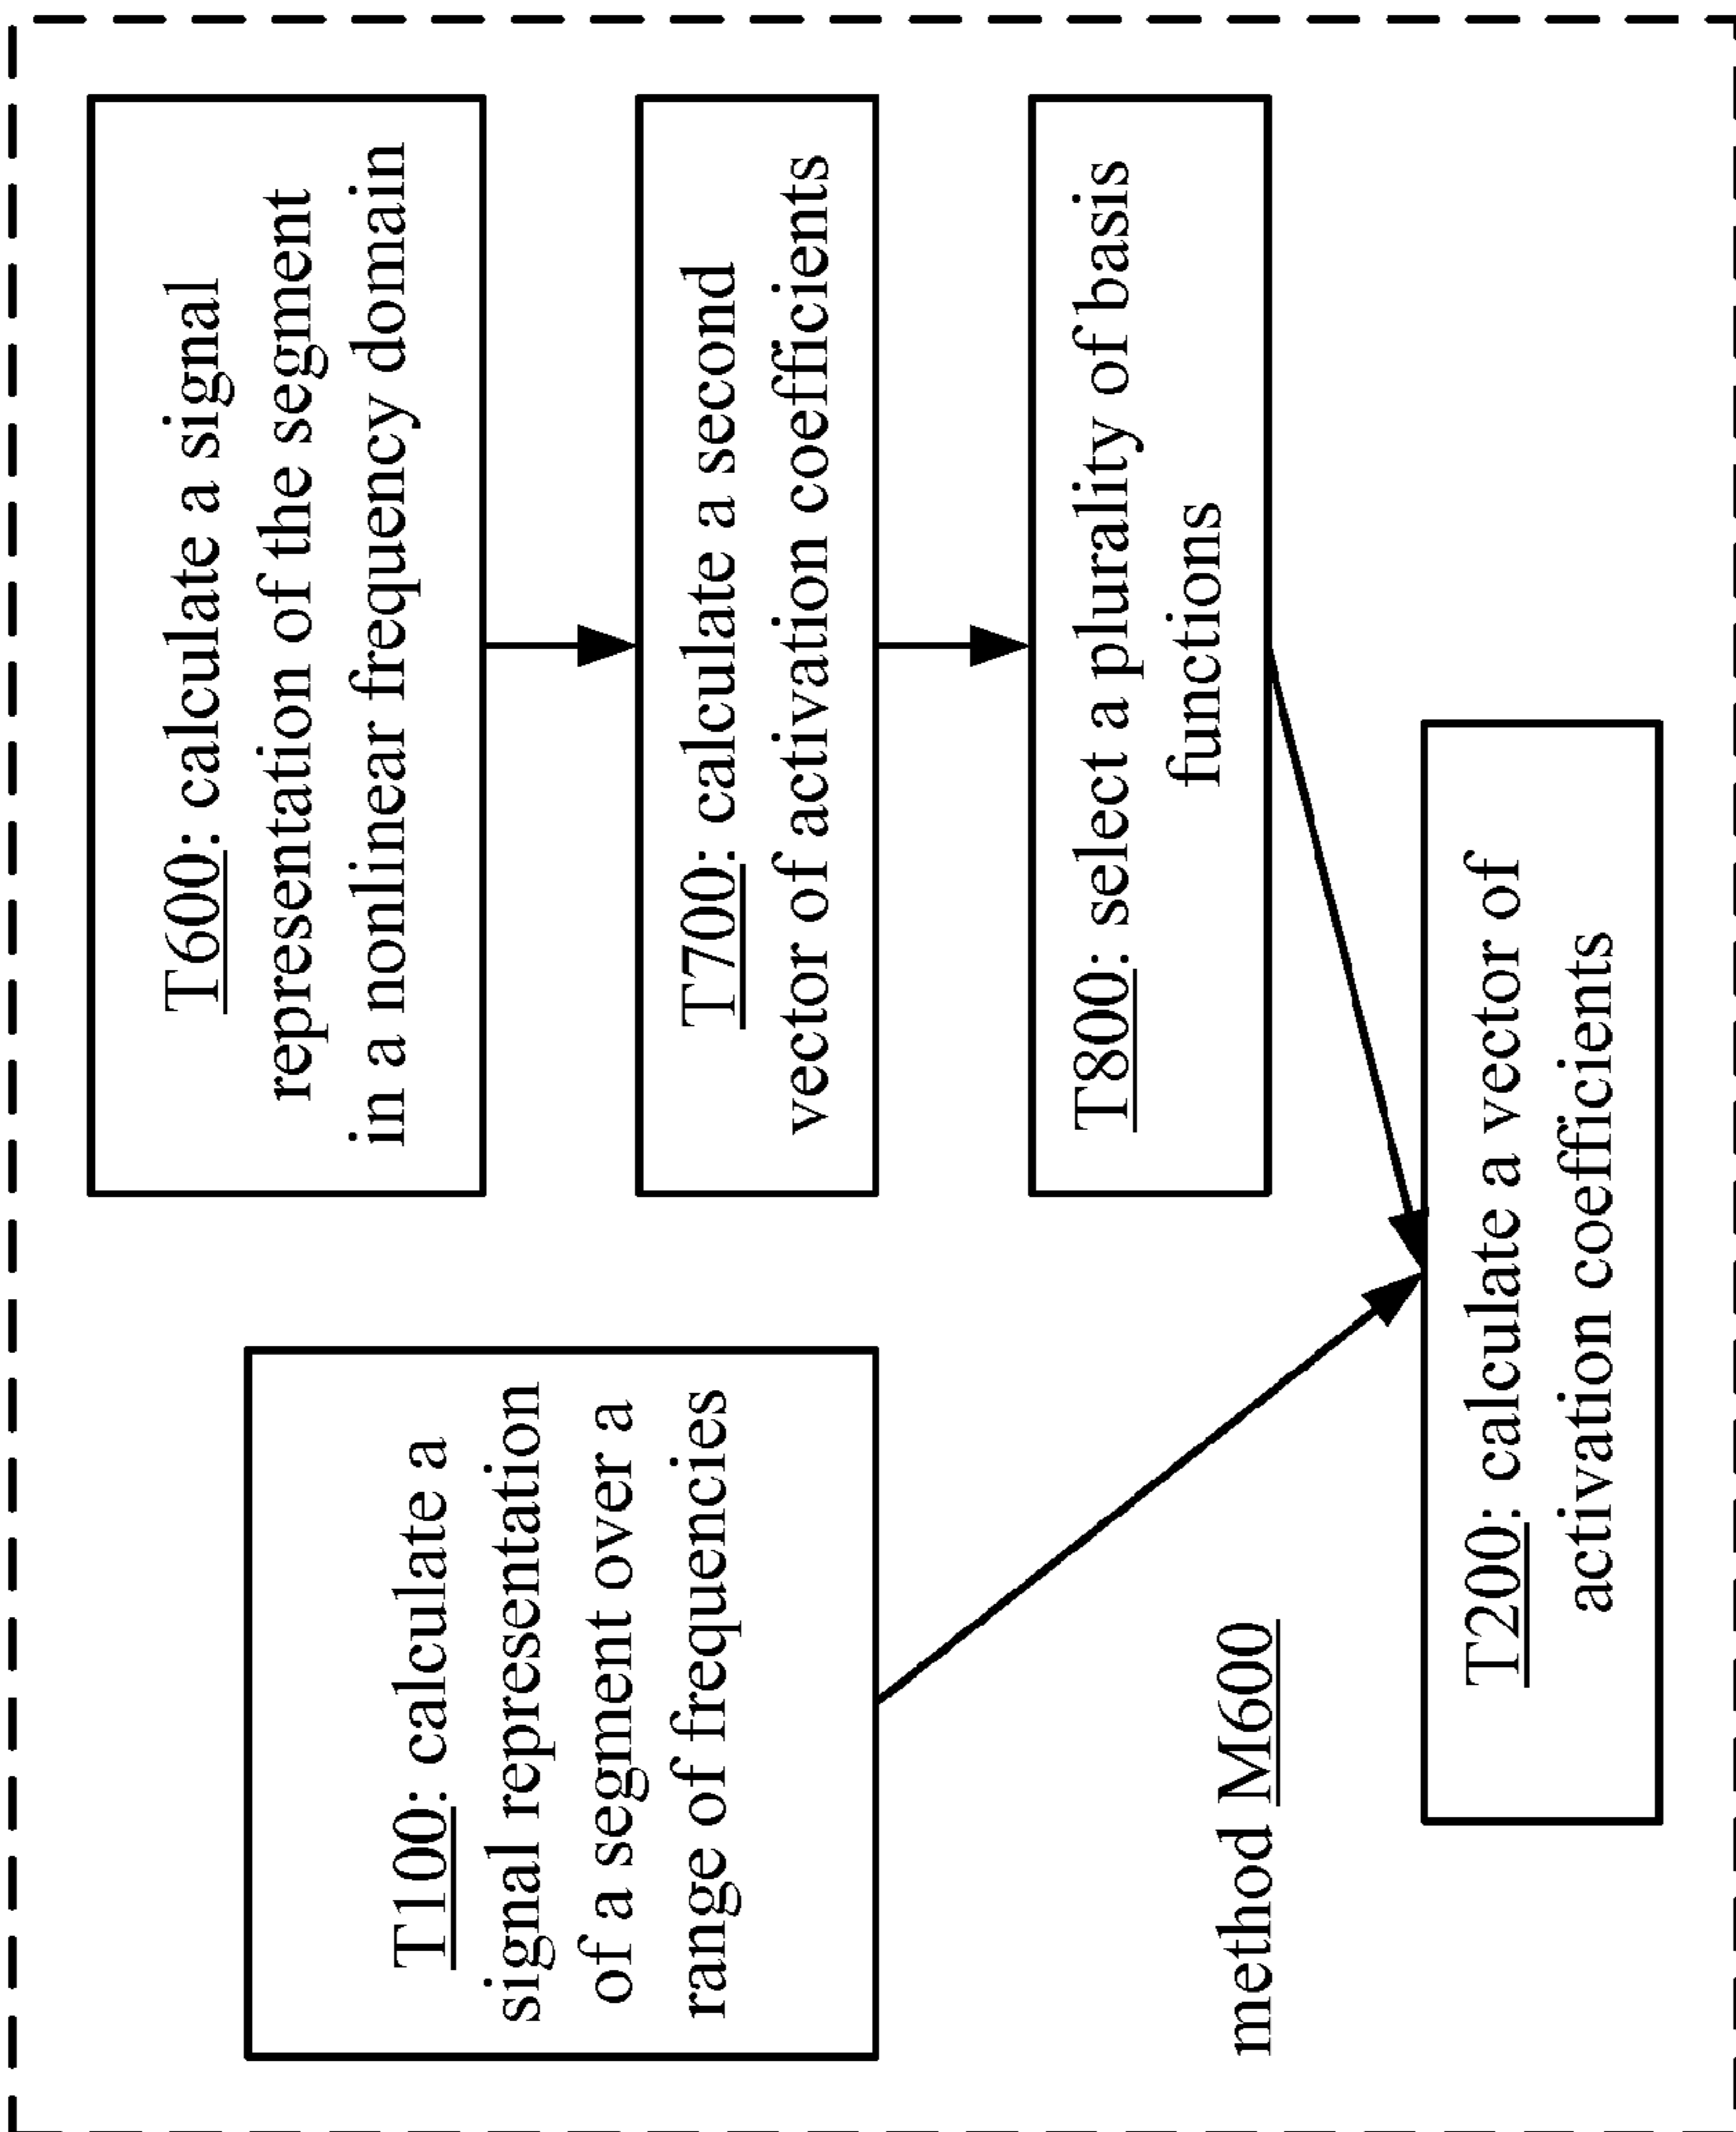 T100: calculate a
signal representation
of a segment over a
range of frequencies
T600: calculate a signal
representation of the segment
in a nonlinear frequency domain
T700: calculate a second
vector of activation coefficients
T800: select a plurality of basis
functions
method M600
T200: calculate a vector of
activation coefficients